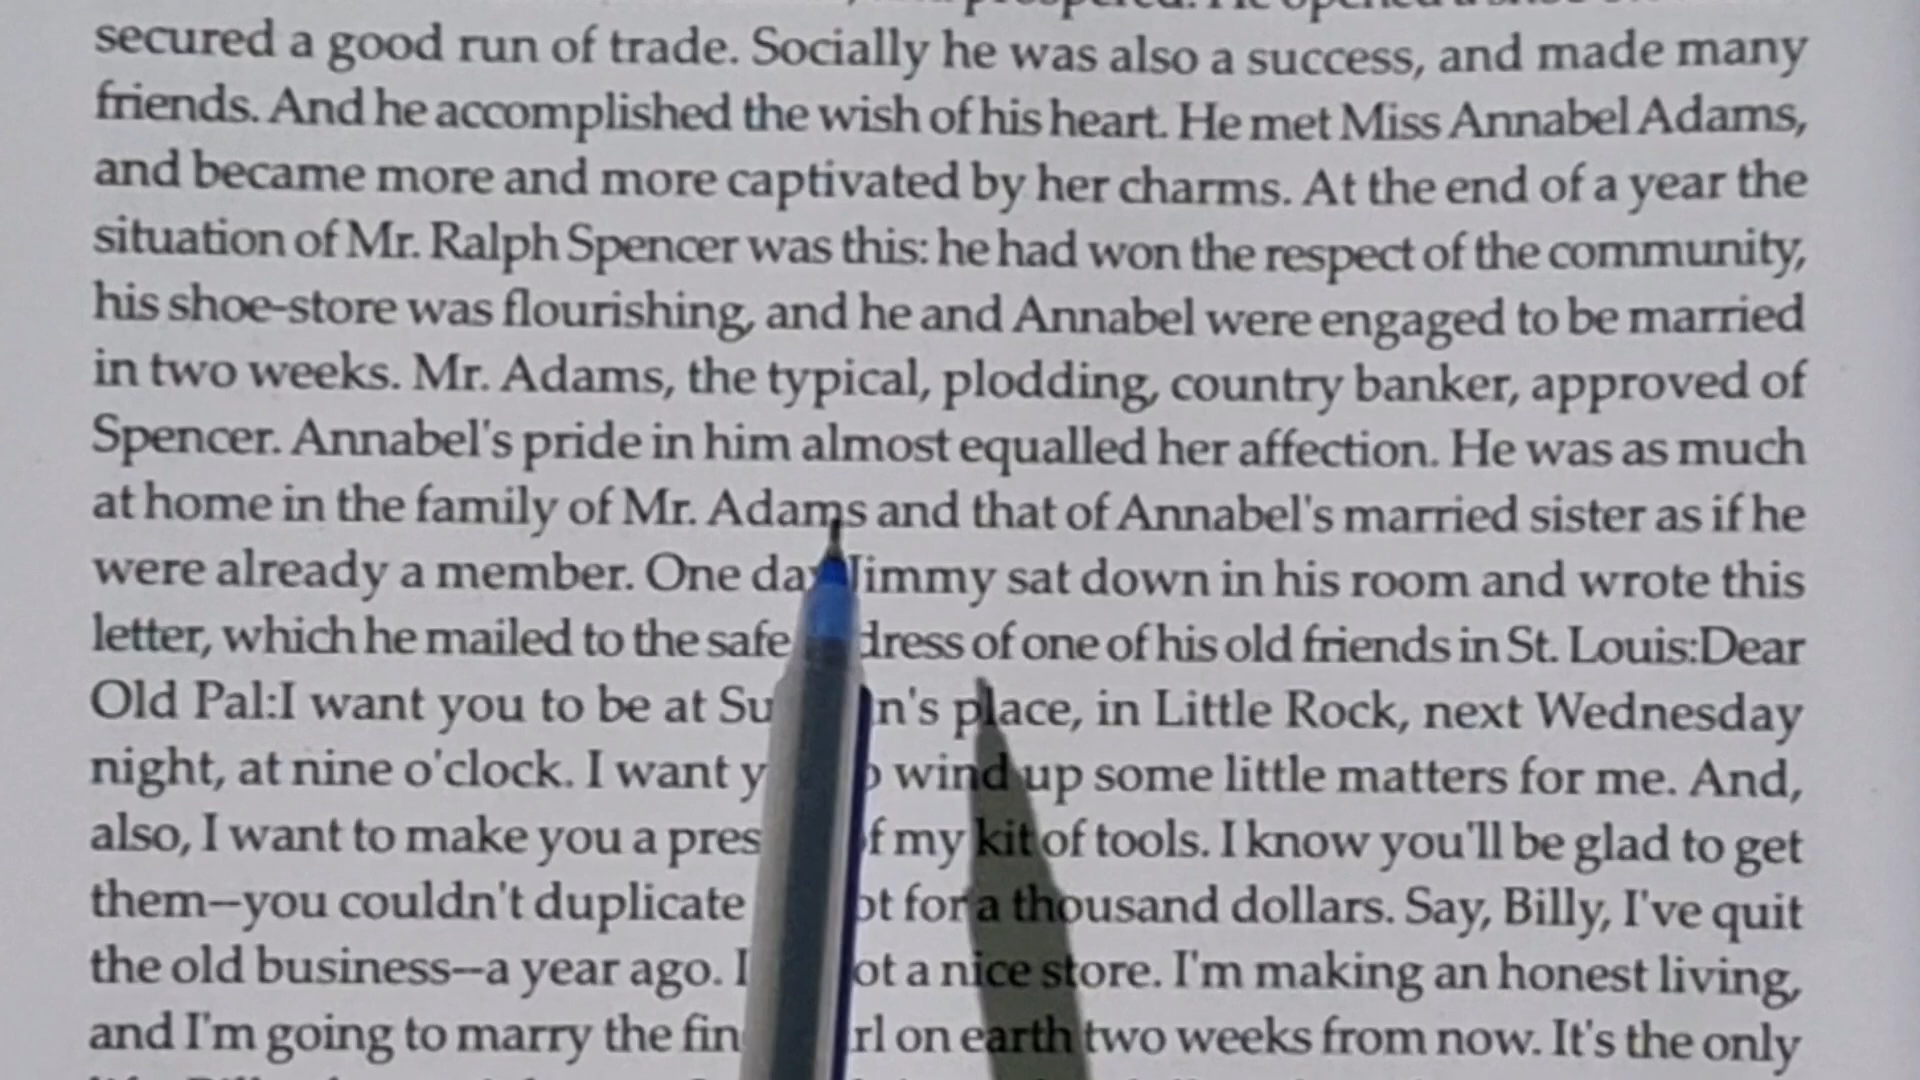 prospered. He opened a shoe
secured a good run of trade. Socially he was also a success, and made many
friends. And he accomplished the wish of his heart. He met Miss Annabel Adams,
and became more and more captivated by her charms. At the end of a year the
situation of Mr. Ralph Spencer was this: he had won the respect of the community,
his shoe-store was flourishing, and he and Annabel were engaged to be married
in two weeks. Mr. Adams, the typical, plodding, country banker, approved of
Spencer. Annabel's pride in him almost equalled her affection. He was as much
at home in the family of Mr. Adams and that of Annabel's married sister as if he
were already a member. One day Jimmy sat down in his room and wrote this
letter, which he mailed to the safe of one of his old friends in St. Louis:Dear
Old Pal:I want you to be at place, in Little Rock, next Wednesday
night, at nine o'clock. I want wind up some little matters for me. And,
also, I want to make you a my kit of tools. I know you'll be glad to get
them—you couldn't duplicate for a thousand dollars. Say, Billy, I've quit
the old business—a year ago. a nice store. I'm making an honest living,
and I'm going to marry the on earth two weeks from now. It's the only